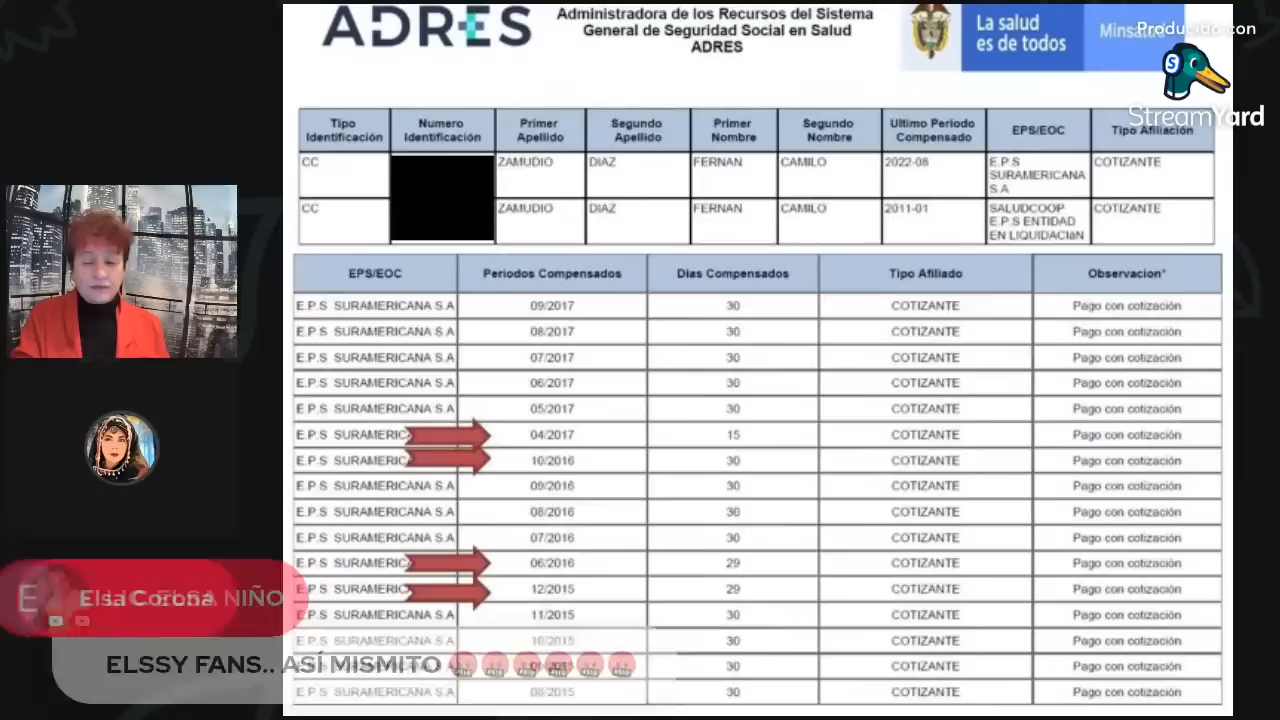 ADRES
Administradora de los Recursos del Sistema
General de Seguridad Social en Salud
ADRES
La salud
es de todos
Producido con
StreamYard
Tipo Identificación Numero Identificación Primer Apellido Segundo Apellido Primer Nombre Segundo Nombre Ultimo Periodo Compensado EPS/EOC Tipo Afiliación
CC ZAMUDIO DIAZ FERNAN CAMILO 2022-08 E.P.S SURAMERICANA S.A COTIZANTE
CC ZAMUDIO DIAZ FERNAN CAMILO 2011-01 SALUDCOOP E.P.S ENTIDAD EN LIQUIDACIóN COTIZANTE
EPS/EOC Periodos Compensados Dias Compensados Tipo Afiliado Observacion*
E.P.S SURAMERICANA S.A 09/2017 30 COTIZANTE Pago con cotización
E.P.S SURAMERICANA S.A 08/2017 30 COTIZANTE Pago con cotización
E.P.S SURAMERICANA S.A 07/2017 30 COTIZANTE Pago con cotización
E.P.S SURAMERICANA S.A 06/2017 30 COTIZANTE Pago con cotización
E.P.S SURAMERICANA S.A 05/2017 30 COTIZANTE Pago con cotización
E.P.S SURAMERIC 04/2017 15 COTIZANTE Pago con cotización
E.P.S SURAMERIC 10/2016 30 COTIZANTE Pago con cotización
E.P.S SURAMERICANA S.A 09/2016 30 COTIZANTE Pago con cotización
E.P.S SURAMERICANA S.A 08/2016 30 COTIZANTE Pago con cotización
E.P.S SURAMERICANA S.A 07/2016 30 COTIZANTE Pago con cotización
E.P.S SURAMERIC 06/2016 29 COTIZANTE Pago con cotización
E.P.S SURAMERIC 12/2015 29 COTIZANTE Pago con cotización
E.P.S SURAMERICANA S.A 11/2015 30 COTIZANTE Pago con cotización
E.P.S SURAMERICANA S.A 10/2015 30 COTIZANTE Pago con cotización
30 COTIZANTE Pago con cotización
E.P.S SURAMERICANA S.A 08/2015 30 COTIZANTE Pago con cotización
E
Elsa Corona
ELSA NIÑO
ELSSY FANS.. ASÍ MISMITO